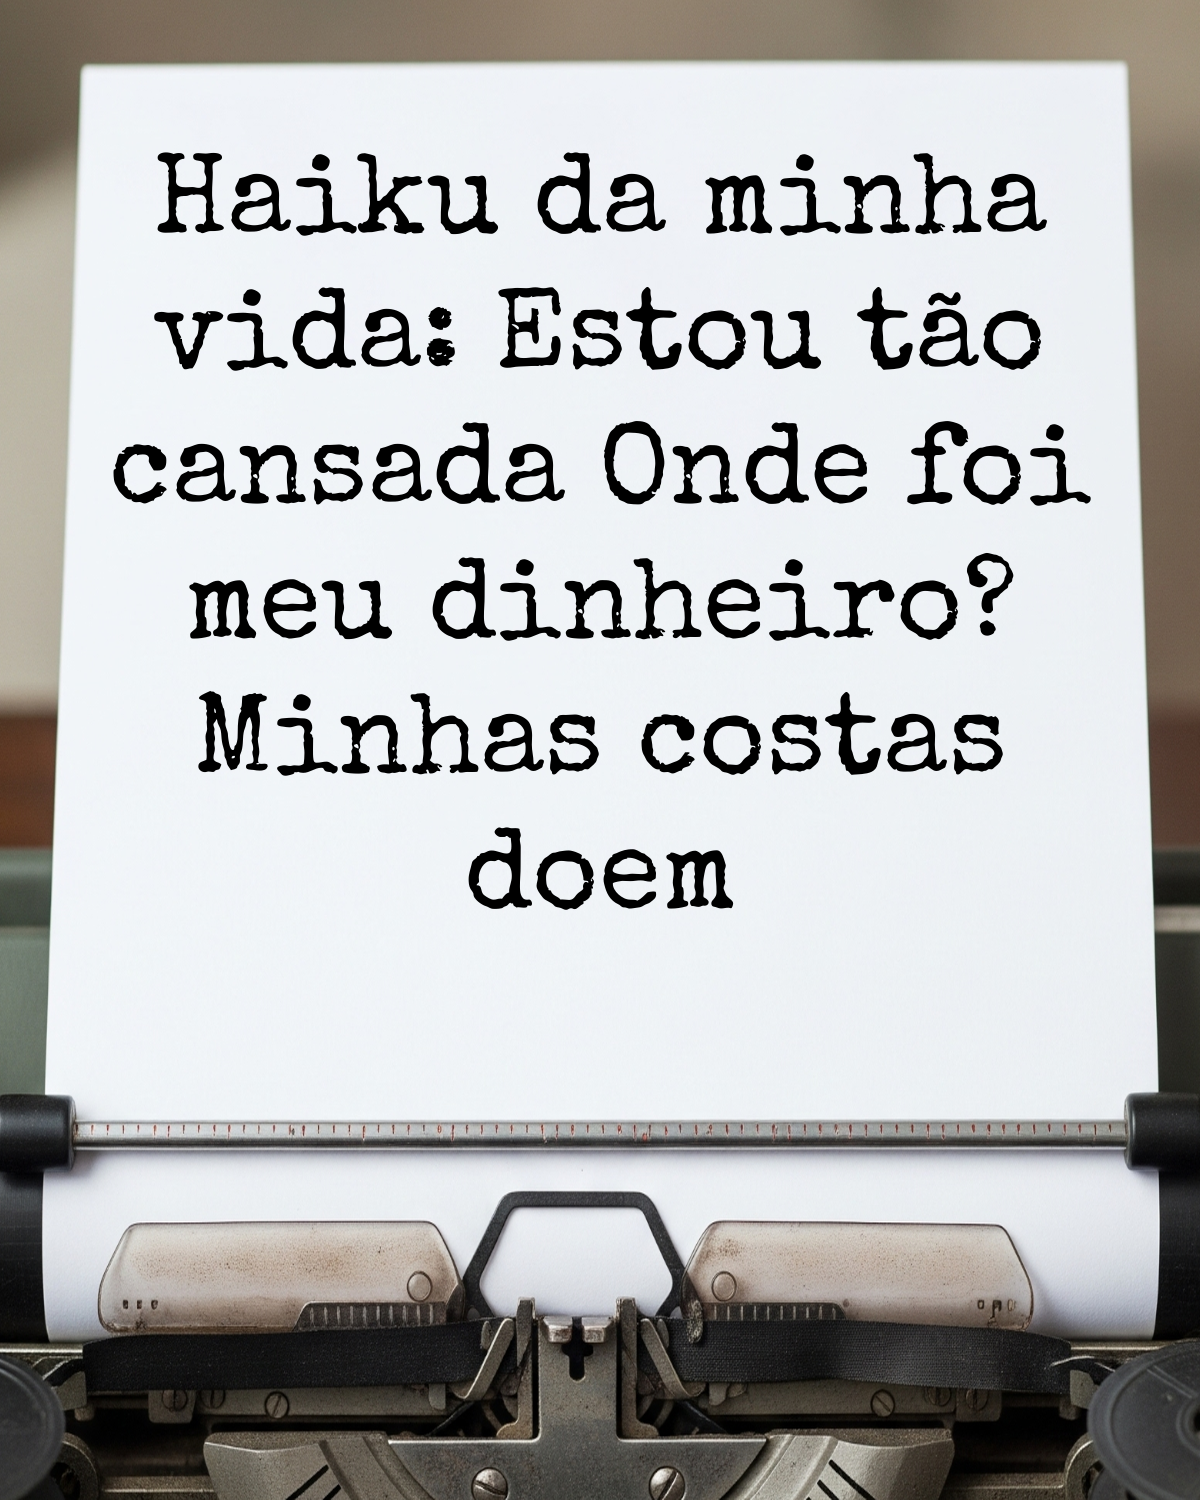 Haiku da minha
vida: Estou tão
cansada Onde foi
meu dinheiro?
Minhas costas
doem